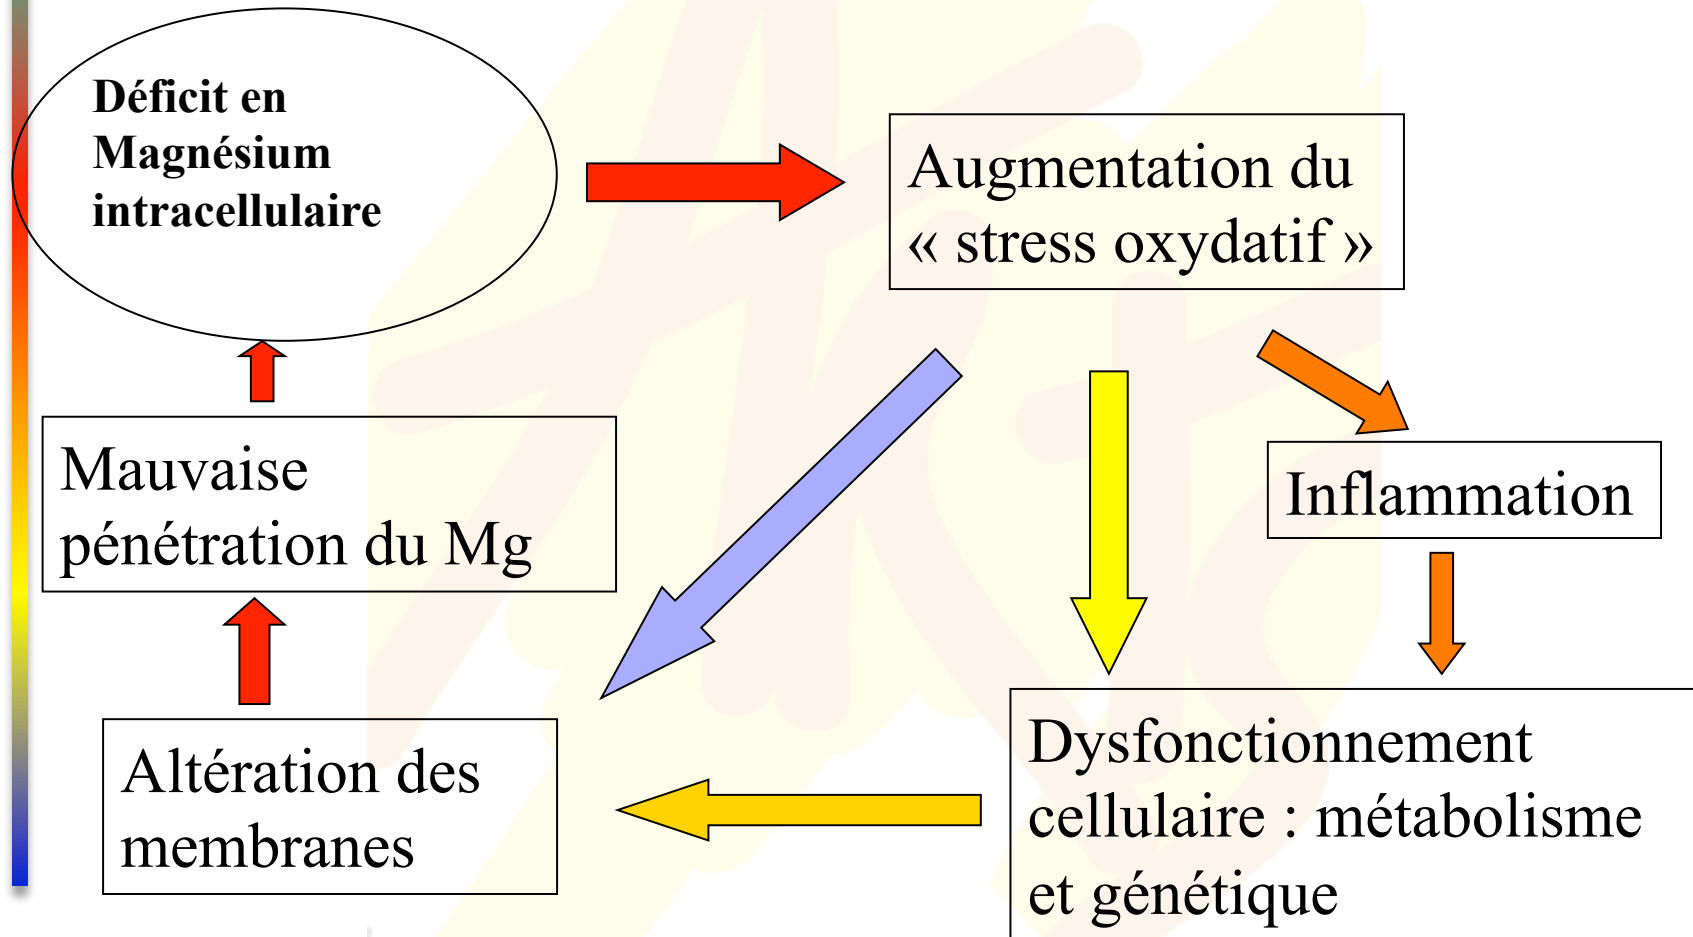 Déficit en
Magnésium
intracellulaire
Augmentation du
« stress oxydatif »
Mauvaise
pénétration du Mg
Inflammation
Altération des
membranes
Dysfonctionnement
cellulaire : métabolisme
et génétique